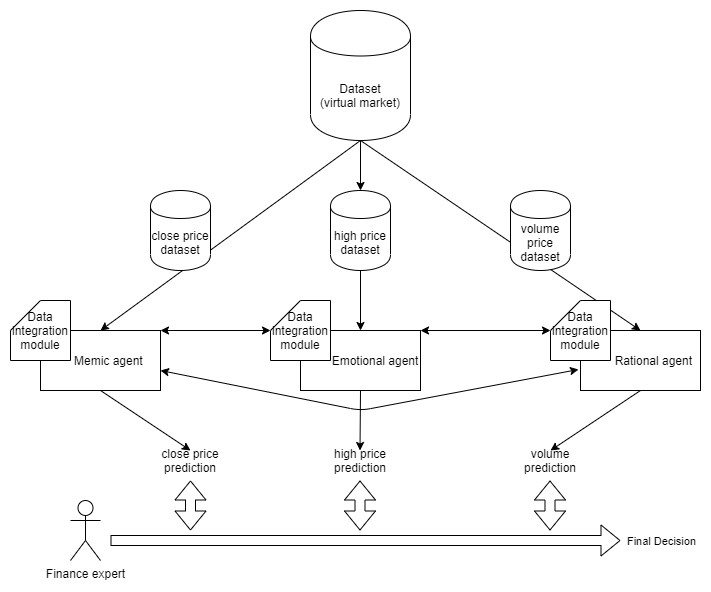 Dataset
(virtual market)
close price
dataset
high price
dataset
volume
price
dataset
Data
integration
module
Memic agent
Data
integration
module
Emotional agent
Data
integration
module
Rational agent
close price
prediction
high price
prediction
volume
prediction
Finance expert
Final Decision